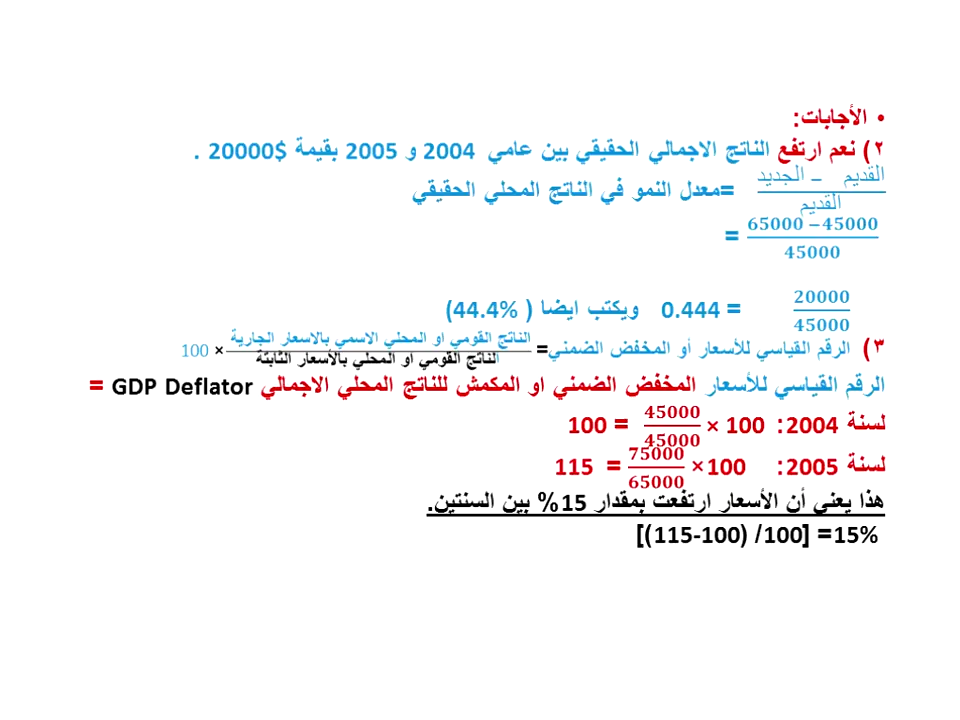 • الأجابات:
٢) نعم ارتفع الناتج الاجمالي الحقيقي بين عامي 2004 و 2005 بقيمة $20000 .
القديم – الجديد
القديم
=معدل النمو في الناتج المحلي الحقيقي
65000 −45000
45000
=
20000
45000
= 0.444 ويكتب ايضا ( 44.4%)
٣) الرقم القياسي للأسعار أو المخفض الضمني=
الناتج القومي او المحلي الاسمي بالاسعار الجارية
الناتج القومي او المحلي بالأسعار الثابتة
× 100
الرقم القياسي للأسعار المخفض الضمني او المكمش للناتج المحلي الاجمالي GDP Deflator =
لسنة 2004: 100 × 45000/45000 = 100
لسنة 2005: 100× 75000/65000 = 115
هذا يعني أن الأسعار ارتفعت بمقدار 15% بين السنتين.
[(115-100) /100] =15%